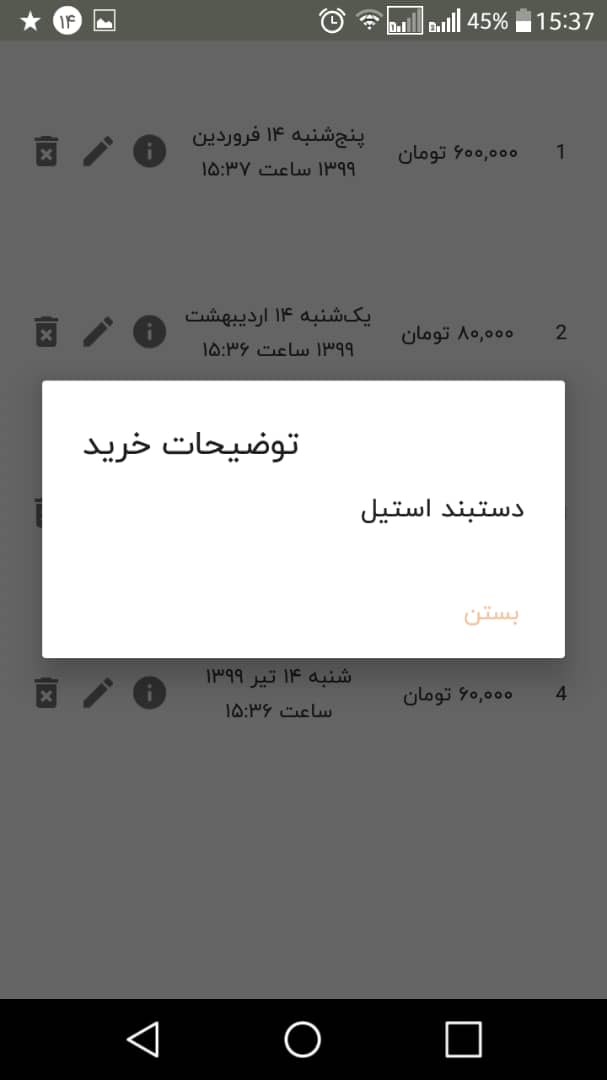 ۱۴ 45% 15:37
1 ۶۰۰,۰۰۰ تومان پنج‌شنبه ۱۴ فروردین
۱۳۹۹ ساعت ۱۵:۳۷
2 ۸۰,۰۰۰ تومان یک‌شنبه ۱۴ اردیبهشت
۱۳۹۹ ساعت ۱۵:۳۶
توضیحات خرید
دستبند استیل
بستن
4 ۶۰,۰۰۰ تومان شنبه ۱۴ تیر ۱۳۹۹
ساعت ۱۵:۳۶